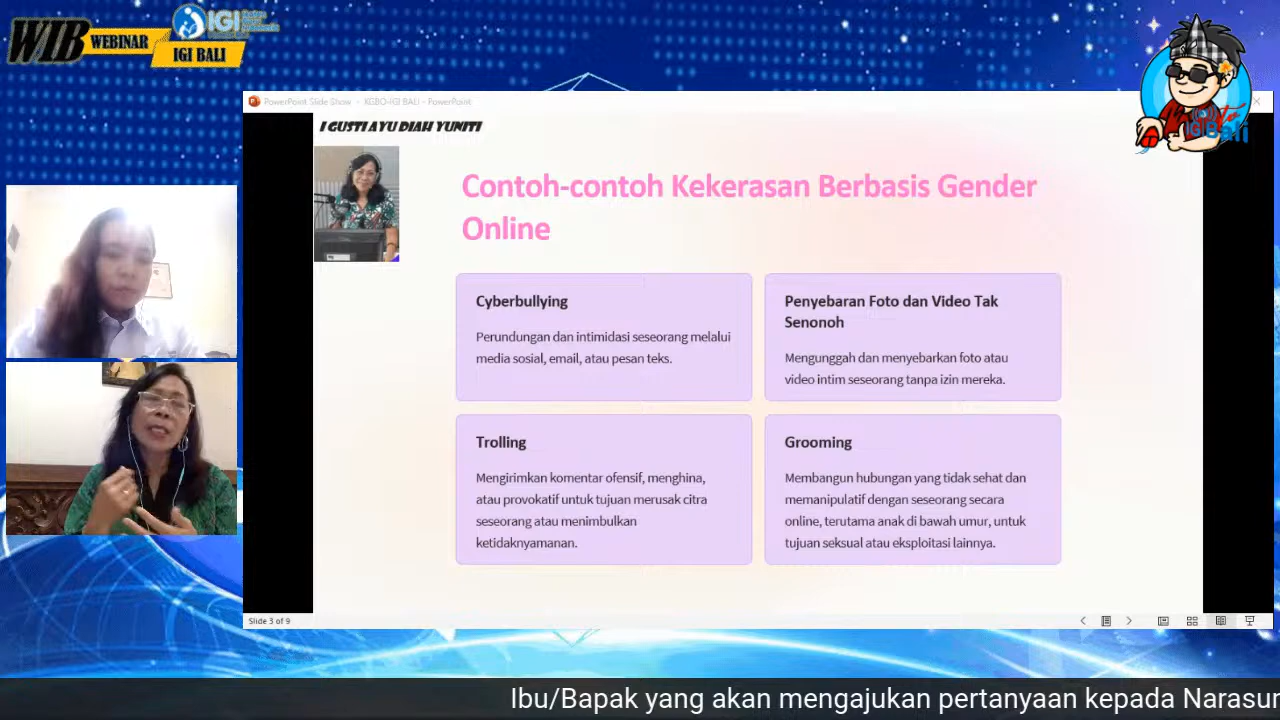 WIB WEBINAR
IGI
IGI BALI
PowerPoint Slide Show - KGBO-IGI BALI - PowerPoint
I GUSTI AYU DIAH YUNITI
IGI Bali
Contoh-contoh Kekerasan Berbasis Gender
Online
Cyberbullying
Perundungan dan intimidasi seseorang melalui
media sosial, email, atau pesan teks.
Penyebaran Foto dan Video Tak
Senonoh
Mengunggah dan menyebarkan foto atau
video intim seseorang tanpa izin mereka.
Trolling
Mengirimkan komentar ofensif, menghina,
atau provokatif untuk tujuan merusak citra
seseorang atau menimbulkan
ketidaknyamanan.
Grooming
Membangun hubungan yang tidak sehat dan
memanipulatif dengan seseorang secara
online, terutama anak di bawah umur, untuk
tujuan seksual atau eksploitasi lainnya.
Slide 3 of 9
Ibu/Bapak yang akan mengajukan pertanyaan kepada Narasu